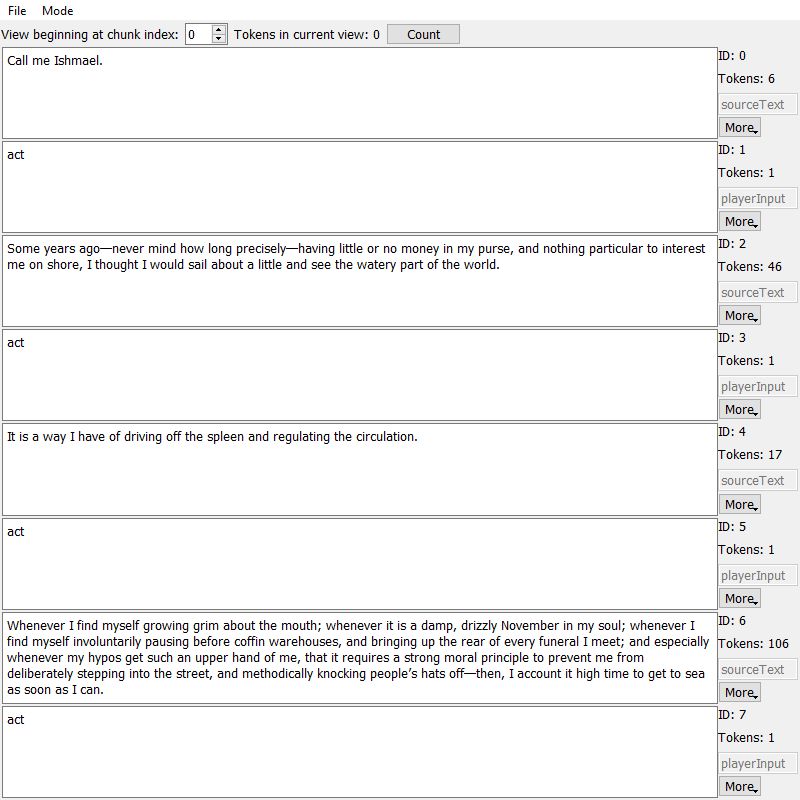 File Mode
View beginning at chunk index: 0 Tokens in current view: 0 Count
Call me Ishmael.
ID: 0
Tokens: 6
sourceText
More
act
ID: 1
Tokens: 1
playerInput
More
Some years ago—never mind how long precisely—having little or no money in my purse, and nothing particular to interest
me on shore, I thought I would sail about a little and see the watery part of the world.
ID: 2
Tokens: 46
sourceText
More
act
ID: 3
Tokens: 1
playerInput
More
It is a way I have of driving off the spleen and regulating the circulation.
ID: 4
Tokens: 17
sourceText
More
act
ID: 5
Tokens: 1
playerInput
More
Whenever I find myself growing grim about the mouth; whenever it is a damp, drizzly November in my soul; whenever I
find myself involuntarily pausing before coffin warehouses, and bringing up the rear of every funeral I meet; and especially
whenever my hypos get such an upper hand of me, that it requires a strong moral principle to prevent me from
deliberately stepping into the street, and methodically knocking people’s hats off—then, I account it high time to get to sea
as soon as I can.
ID: 6
Tokens: 106
sourceText
More
act
ID: 7
Tokens: 1
playerInput
More